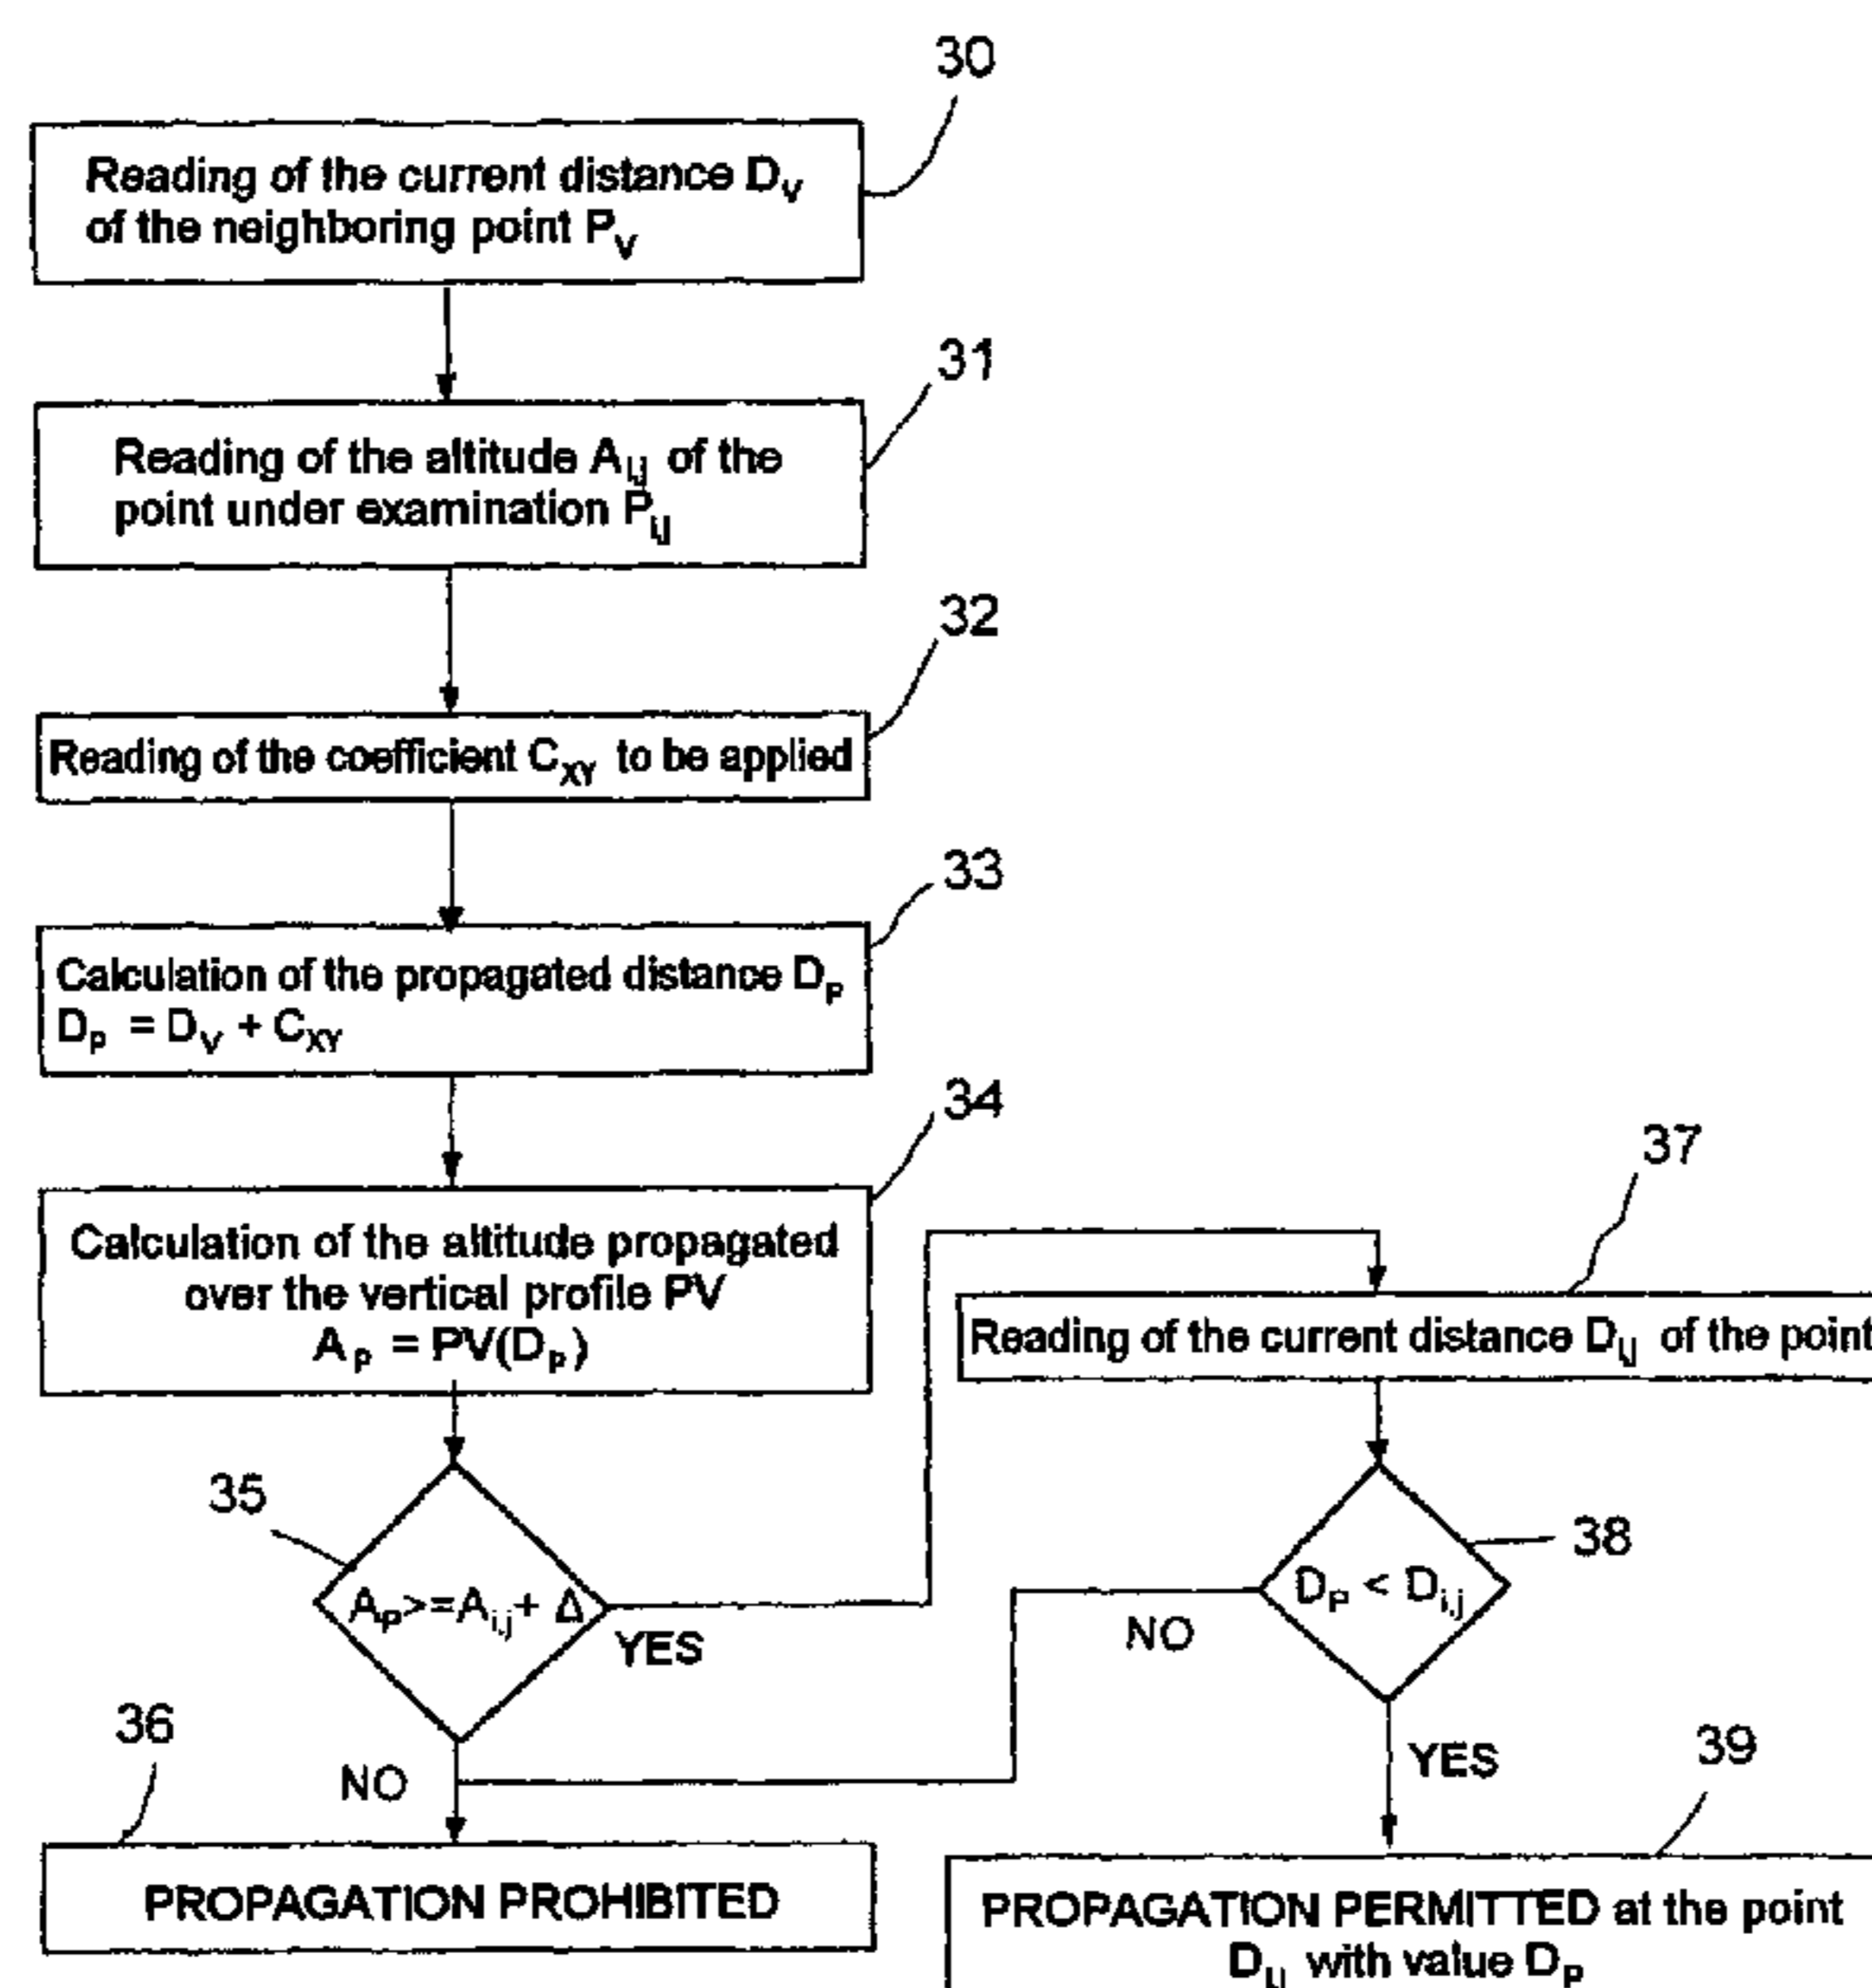 30
Reading of the current distance D_V
of the neighboring point P_V
31
Reading of the altitude A_i,j of the
point under examination P_i,j
32
Reading of the coefficient C_XY to be applied
33
Calculation of the propagated distance D_P
D_P = D_V + C_XY
34
Calculation of the altitude propagated
over the vertical profile PV
A_P = PV(D_P)
35
A_P>=A_i,j+ Δ
YES
NO
36
PROPAGATION PROHIBITED
37
Reading of the current distance D_i,j of the point
38
D_P < D_i,j
NO
YES
39
PROPAGATION PERMITTED at the point
D_i,j with value D_P